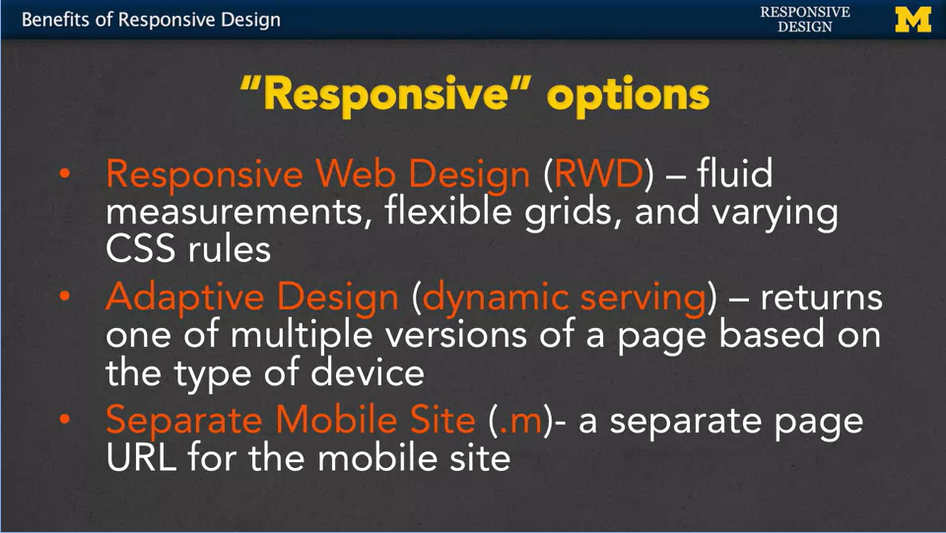 Benefits of Responsive Design
RESPONSIVE
DESIGN
M
“Responsive” options
• Responsive Web Design (RWD) – fluid
measurements, flexible grids, and varying
CSS rules
• Adaptive Design (dynamic serving) – returns
one of multiple versions of a page based on
the type of device
• Separate Mobile Site (.m)- a separate page
URL for the mobile site